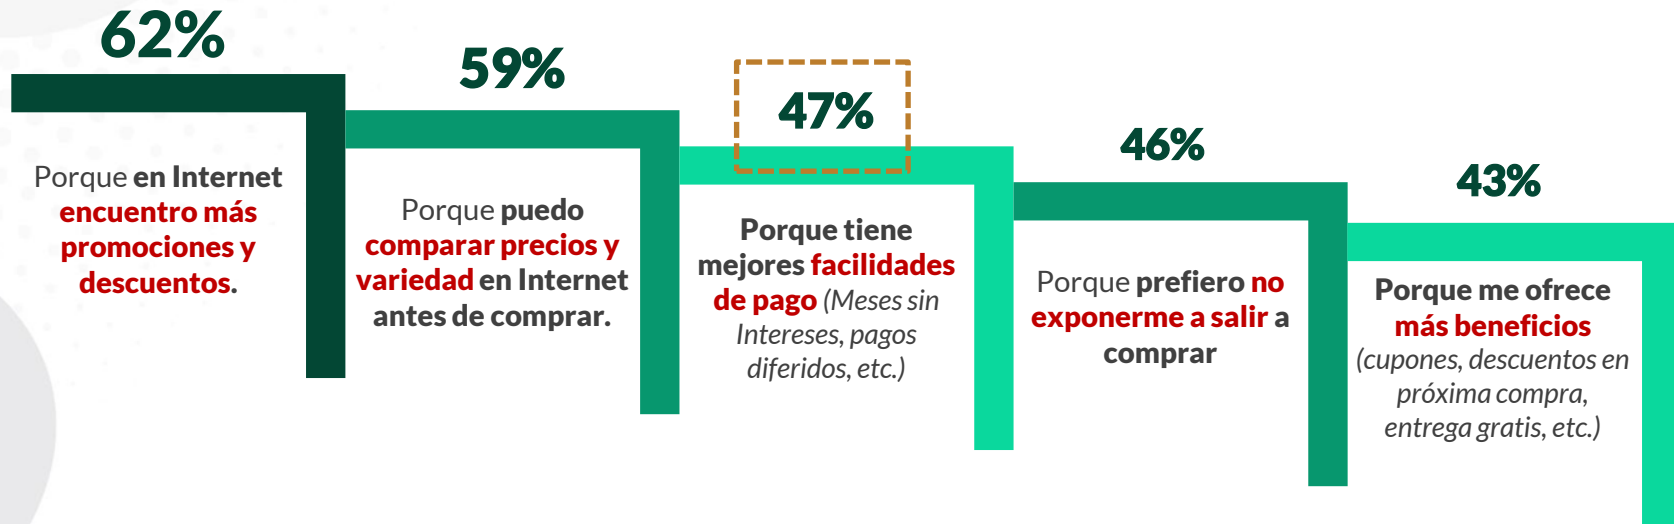 62%
Porque en Internet
encuentro más
promociones y
descuentos.
59%
Porque puedo
comparar precios y
variedad en Internet
antes de comprar.
47%
Porque tiene
mejores facilidades
de pago (Meses sin
Intereses, pagos
diferidos, etc.)
46%
Porque prefiero no
exponerme a salir a
comprar
43%
Porque me ofrece
más beneficios
(cupones, descuentos en
próxima compra,
entrega gratis, etc.)